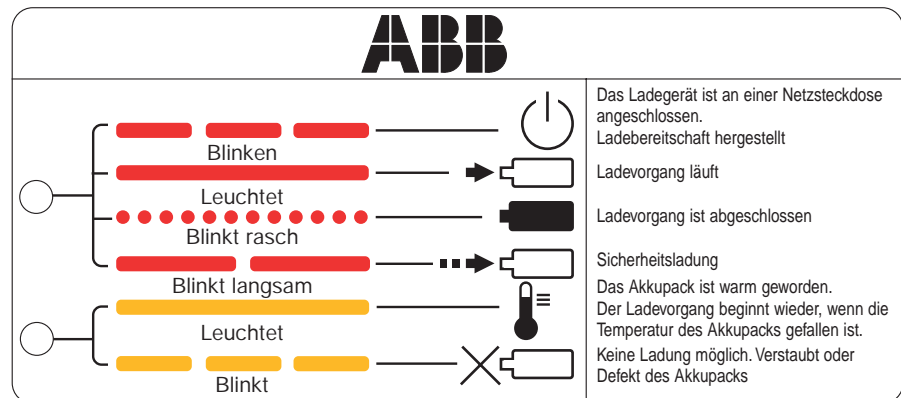 ABB
Blinken
Leuchtet
Blinkt rasch
Blinkt langsam
Leuchtet
Blinkt
Das Ladegerät ist an einer Netzsteckdose
angeschlossen.
Ladebereitschaft hergestellt
Ladevorgang läuft
Ladevorgang ist abgeschlossen
Sicherheitsladung
Das Akkupack ist warm geworden.
Der Ladevorgang beginnt wieder, wenn die
Temperatur des Akkupacks gefallen ist.
Keine Ladung möglich. Verstaubt oder
Defekt des Akkupacks